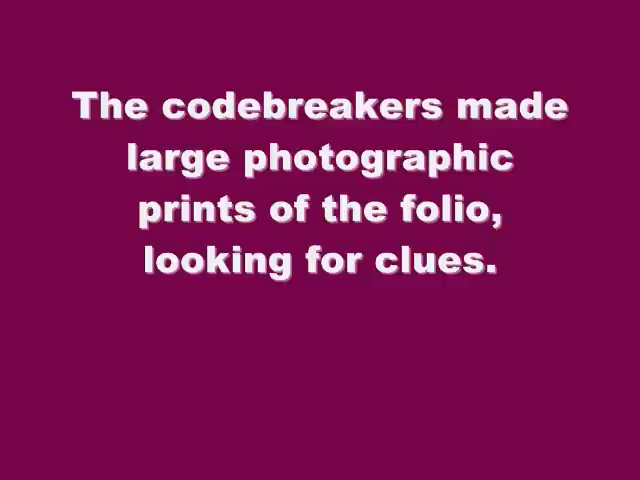 The codebreakers made
large photographic
prints of the folio,
looking for clues.